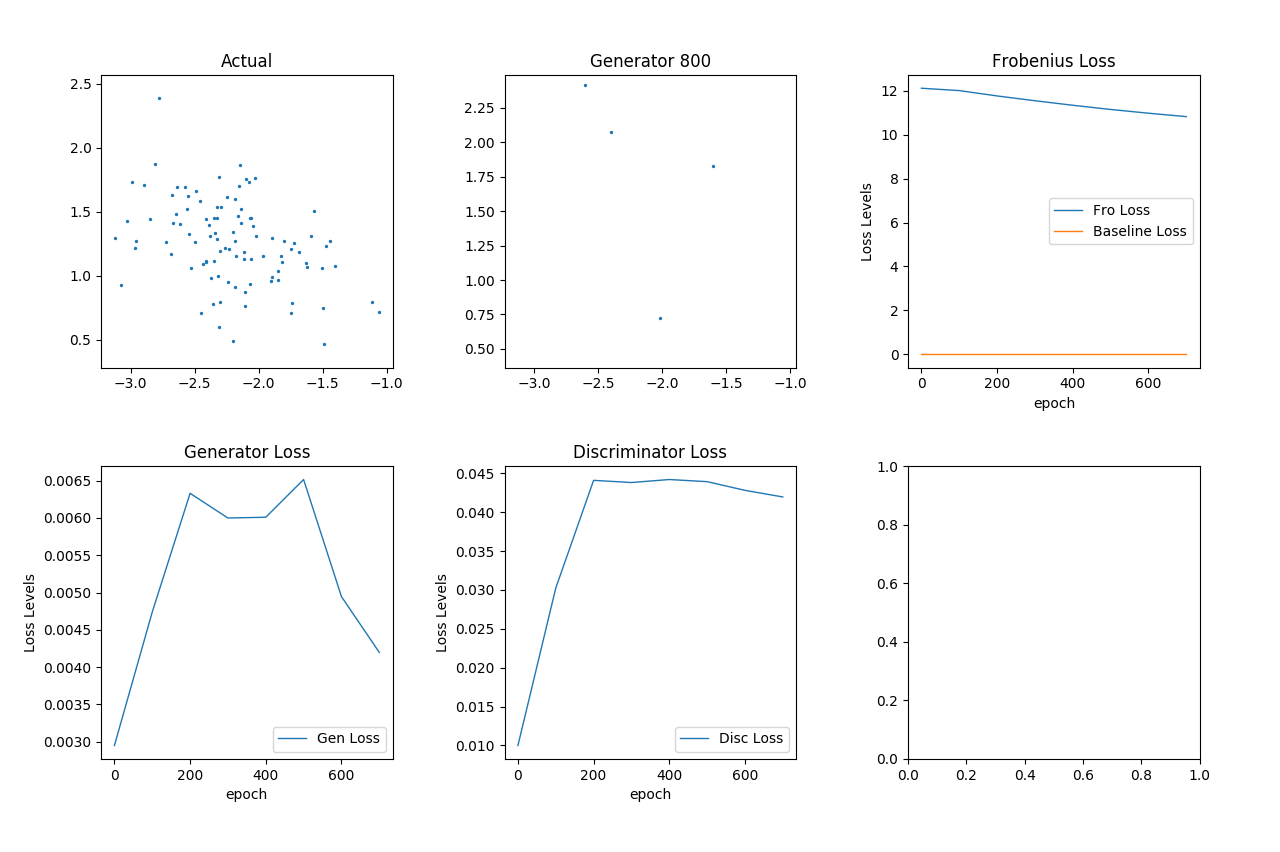 Actual
2.5
2.0
1.5
1.0
0.5
−3.0 −2.5 −2.0 −1.5 −1.0
Generator 800
2.25
2.00
1.75
1.50
1.25
1.00
0.75
0.50
−3.0 −2.5 −2.0 −1.5 −1.0
Frobenius Loss
Loss Levels
12
10
8
6
4
2
0
Fro Loss
Baseline Loss
0 200 400 600
epoch
Generator Loss
Loss Levels
0.0065
0.0060
0.0055
0.0050
0.0045
0.0040
0.0035
0.0030
Gen Loss
0 200 400 600
epoch
Discriminator Loss
Loss Levels
0.045
0.040
0.035
0.030
0.025
0.020
0.015
0.010
Disc Loss
0 200 400 600
epoch
1.0
0.8
0.6
0.4
0.2
0.0
0.0 0.2 0.4 0.6 0.8 1.0